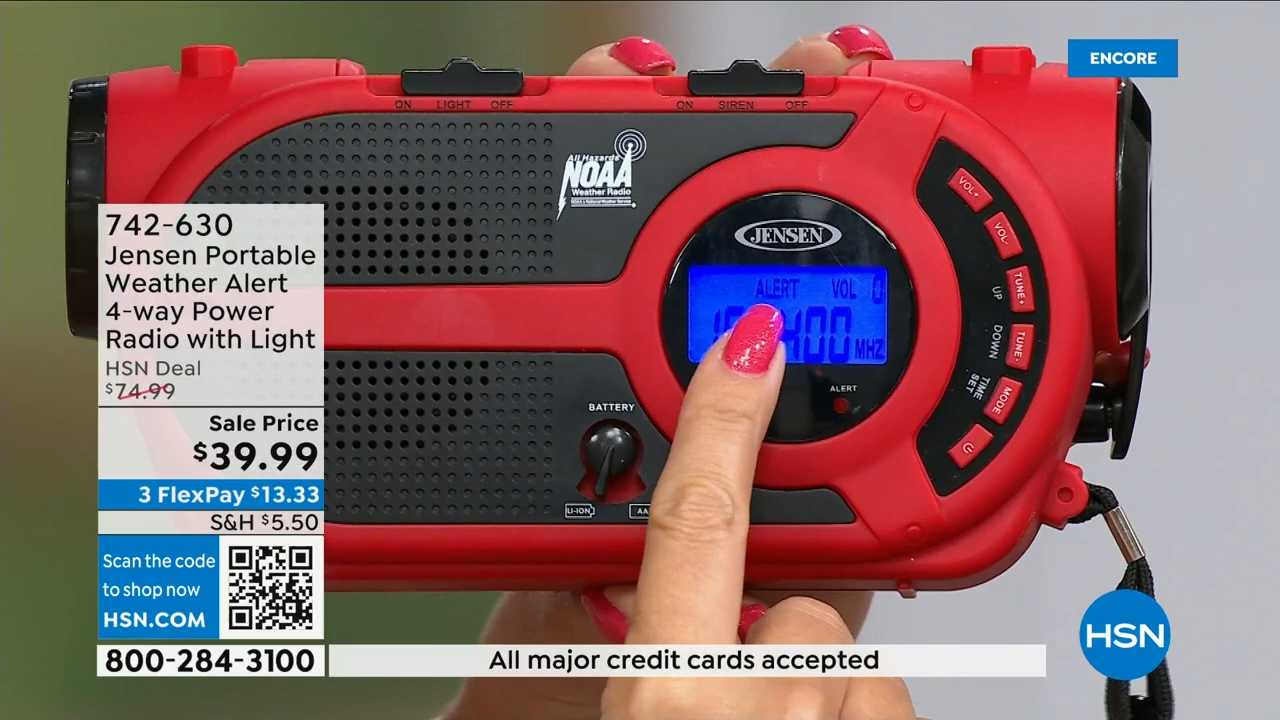 ENCORE
ON LIGHT OFF
ON SIREN OFF
All Hazards
NOAA
Weather Radio
JENSEN
ALERT VOL 0
400 MHZ
ALERT
VOL+
VOL-
TUNE+
UP
TUNE-
DOWN
MODE
TIME SET
BATTERY
LI-ION
AA
742-630
Jensen Portable
Weather Alert
4-way Power
Radio with Light
HSN Deal
$74.99
Sale Price
$39.99
3 FlexPay $13.33
S&H $5.50
Scan the code
to shop now
HSN.COM
800-284-3100
All major credit cards accepted
HSN